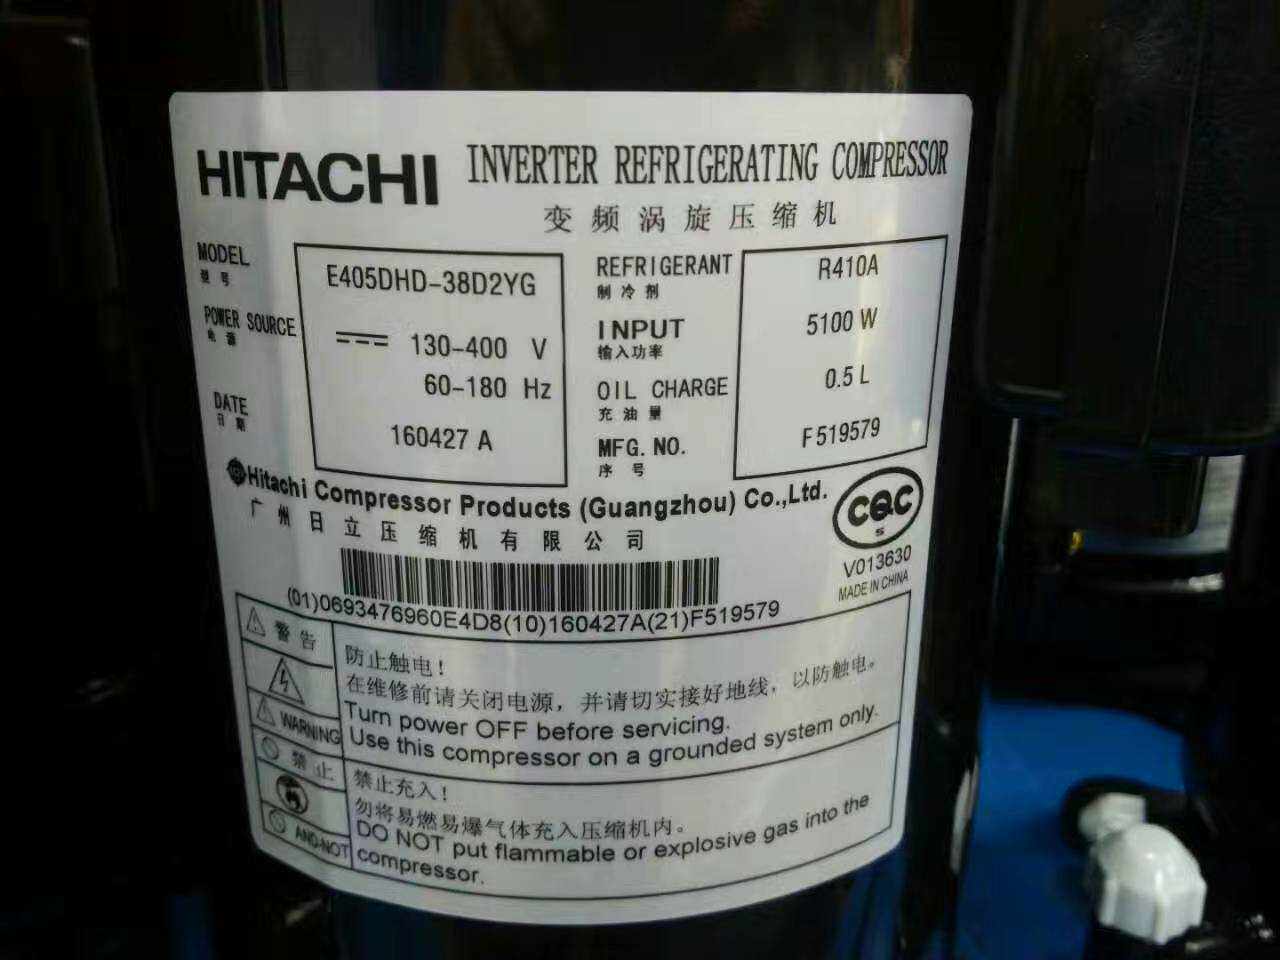 HITACHI INVERTER REFRIGERATING COMPRESSOR
变频涡旋压缩机
MODEL E405DHD-38D2YG
型号
POWER SOURCE 130-400 V
电源 60-180 Hz
DATE 160427 A
日期
REFRIGERANT R410A
制冷剂
INPUT 5100 W
输入功率
OIL CHARGE 0.5 L
充油量
MFG. NO. F519579
序号
Hitachi Compressor Products (Guangzhou) Co.,Ltd.
广州日立压缩机有限公司
CQC
S
V013630
MADE IN CHINA
(01)0693476960E4D8(10)160427A(21)F519579
警告
WARNING
防止触电！
在维修前请关闭电源，并请切实接好地线，以防触电。
Turn power OFF before servicing.
Use this compressor on a grounded system only.
禁止
AND-NOT
禁止充入！
勿将易燃易爆气体充入压缩机内。
DO NOT put flammable or explosive gas into the
compressor.